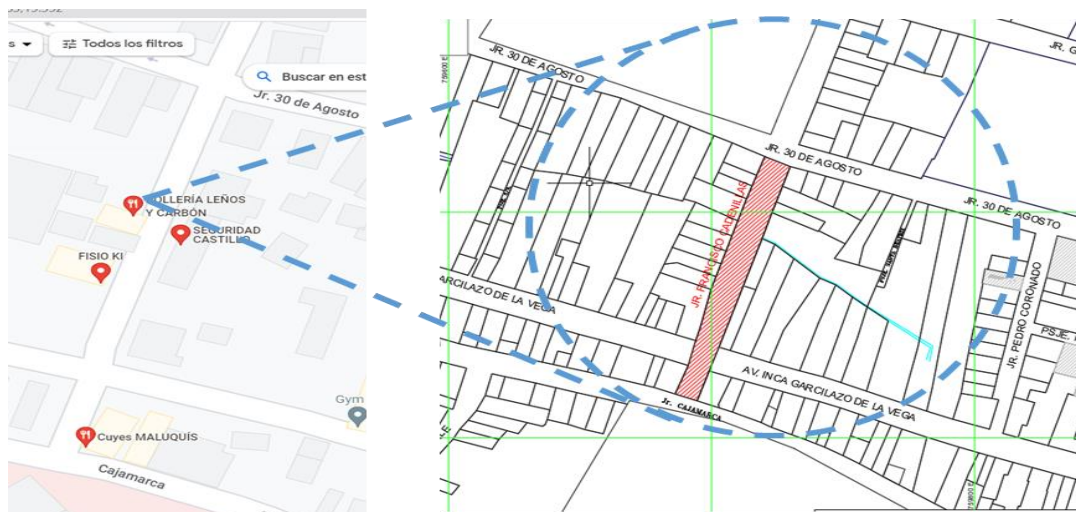 Todos los filtros
Buscar en est
Jr. 30 de Agosto
OLLERÍA LEÑOS
Y CARBÓN
SEGURIDAD
CASTILLO
FISIO KI
Gym
Cuyes MALUQUÍS
Cajamarca
JR. 30 DE AGOSTO
JR. G
JR. 30 DE AGOSTO
JR. 30 DE AGOSTO
JR. FRANCISCO CADENILLAS
ARCILAZO DE LA VEGA
JR. PEDRO CORONADO
PSJE.
AV. INCA GARCILAZO DE LA VEGA
Jr. CAJAMARCA